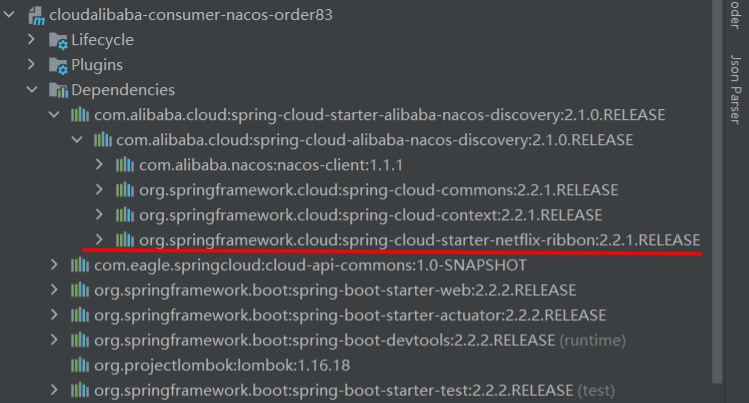 cloudalibaba-consumer-nacos-order83
Lifecycle
Plugins
Dependencies
com.alibaba.cloud:spring-cloud-starter-alibaba-nacos-discovery:2.1.0.RELEASE
com.alibaba.cloud:spring-cloud-alibaba-nacos-discovery:2.1.0.RELEASE
com.alibaba.nacos:nacos-client:1.1.1
org.springframework.cloud:spring-cloud-commons:2.2.1.RELEASE
org.springframework.cloud:spring-cloud-context:2.2.1.RELEASE
org.springframework.cloud:spring-cloud-starter-netflix-ribbon:2.2.1.RELEASE
com.eagle.springcloud:cloud-api-commons:1.0-SNAPSHOT
org.springframework.boot:spring-boot-starter-web:2.2.2.RELEASE
org.springframework.boot:spring-boot-starter-actuator:2.2.2.RELEASE
org.springframework.boot:spring-boot-devtools:2.2.2.RELEASE (runtime)
org.projectlombok:lombok:1.16.18
org.springframework.boot:spring-boot-starter-test:2.2.2.RELEASE (test)
oder
Json Parser